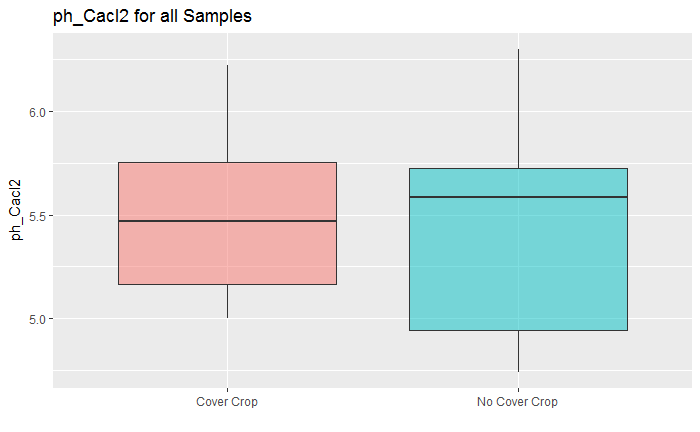 ph_Cacl2 for all Samples
ph_Cacl2
6.0
5.5
5.0
Cover Crop
No Cover Crop